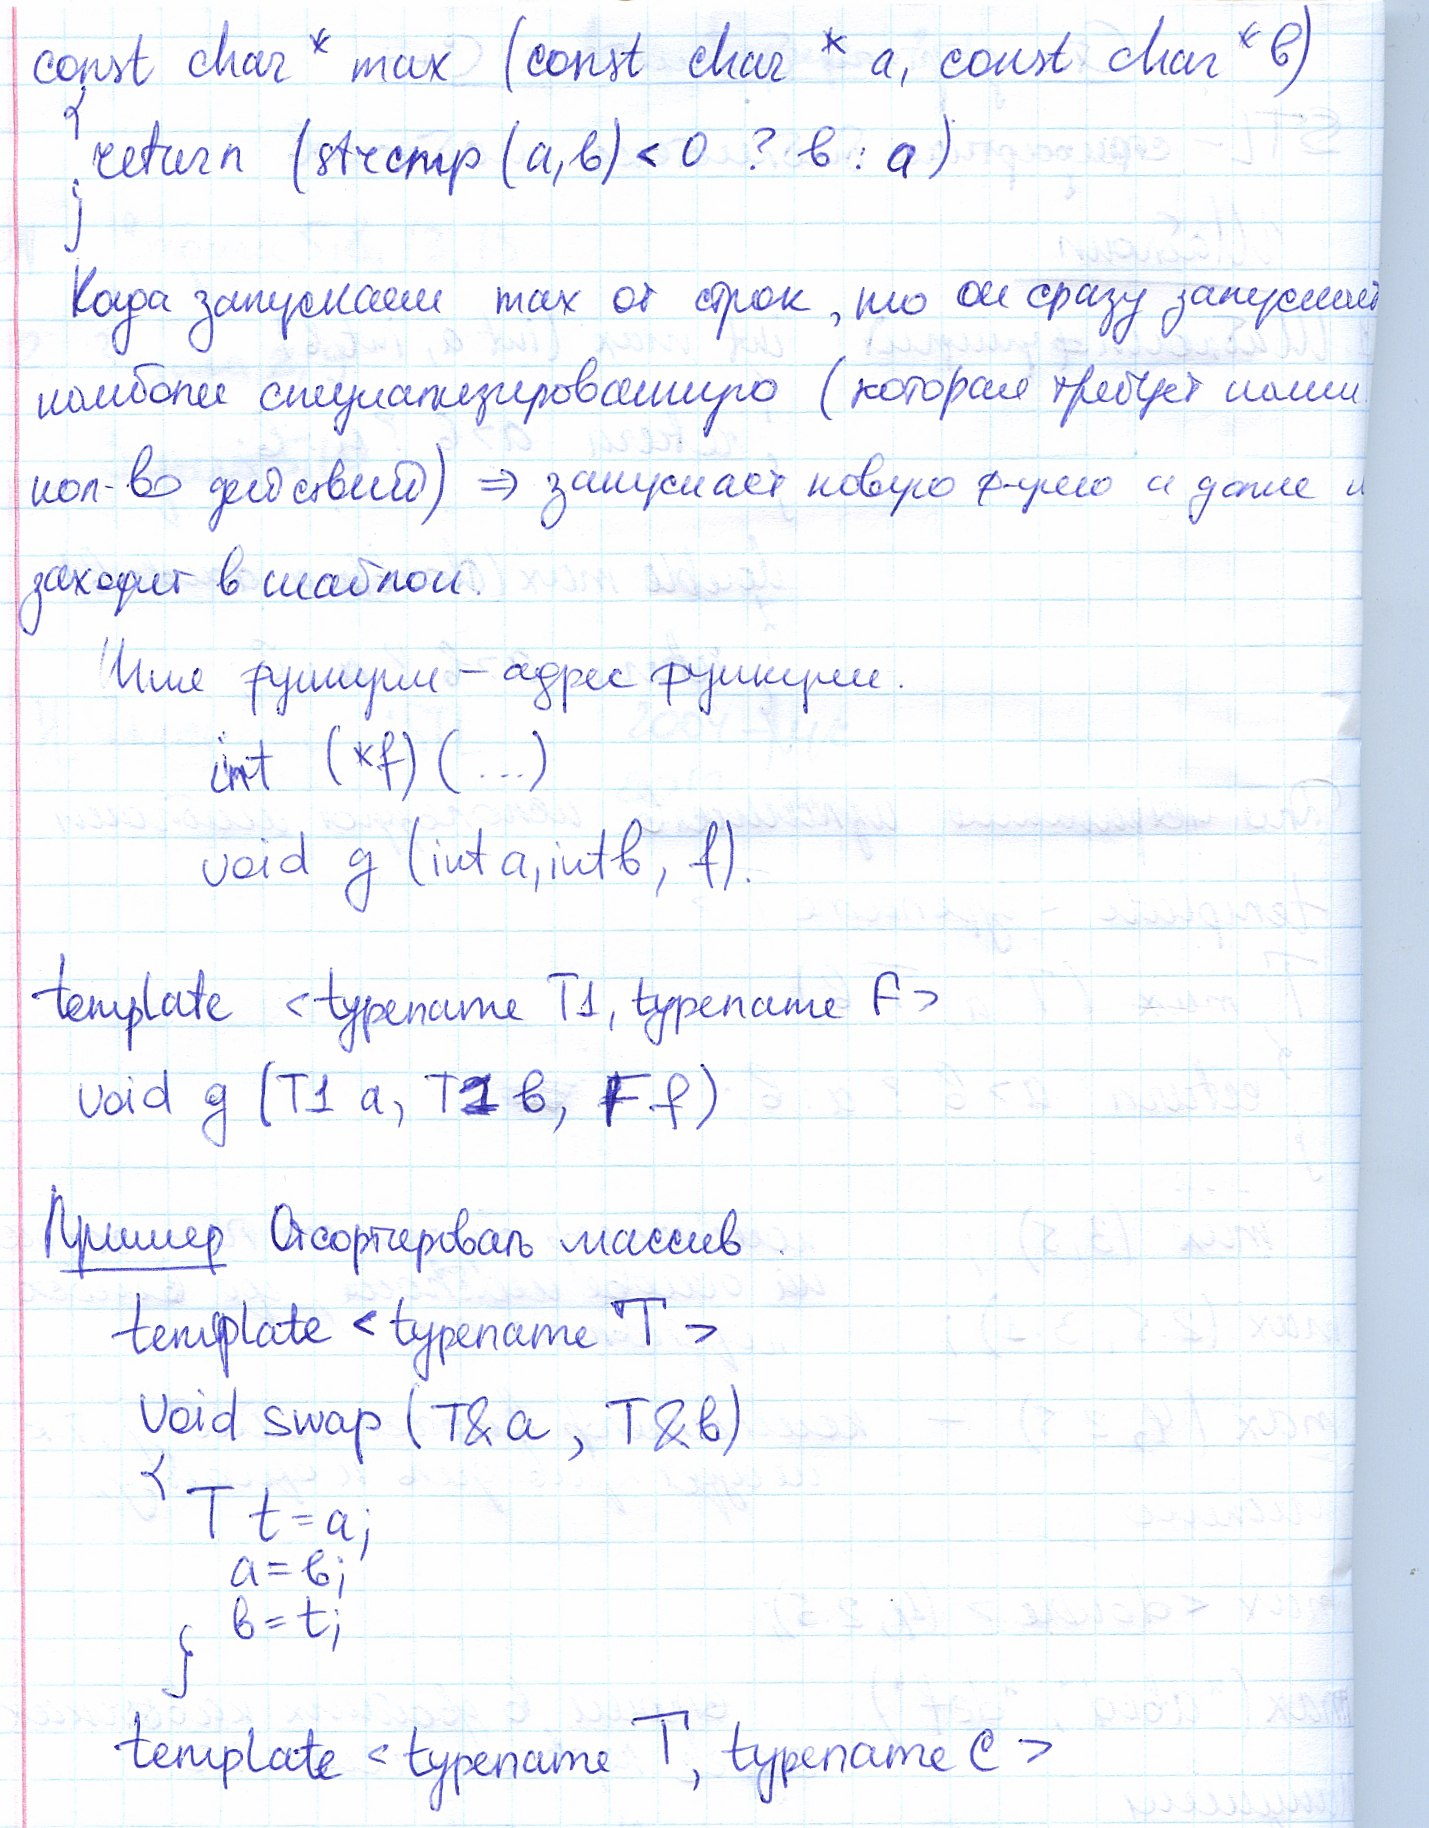 const char * max (const char * a, const char * b)
{
return (strcmp (a,b) < 0 ? b : a)
}
Когда запускаем max от строк, то он сразу запускает
наиболее специализированную (которая требует наим.
кол-во действий) ⇒ запускает новую ф-цию и далее
заходит в шаблон.
Имя функции – адрес функции.
int (*f) (...)
void g (int a, int b, f).
template <typename T1, typename F>
void g (T1 a, T1 b, F f)
Пример Отсортировать массив.
template < typename T >
void swap (T& a, T& b)
{
T t = a;
a = b;
b = t;
}
template < typename T, typename C >